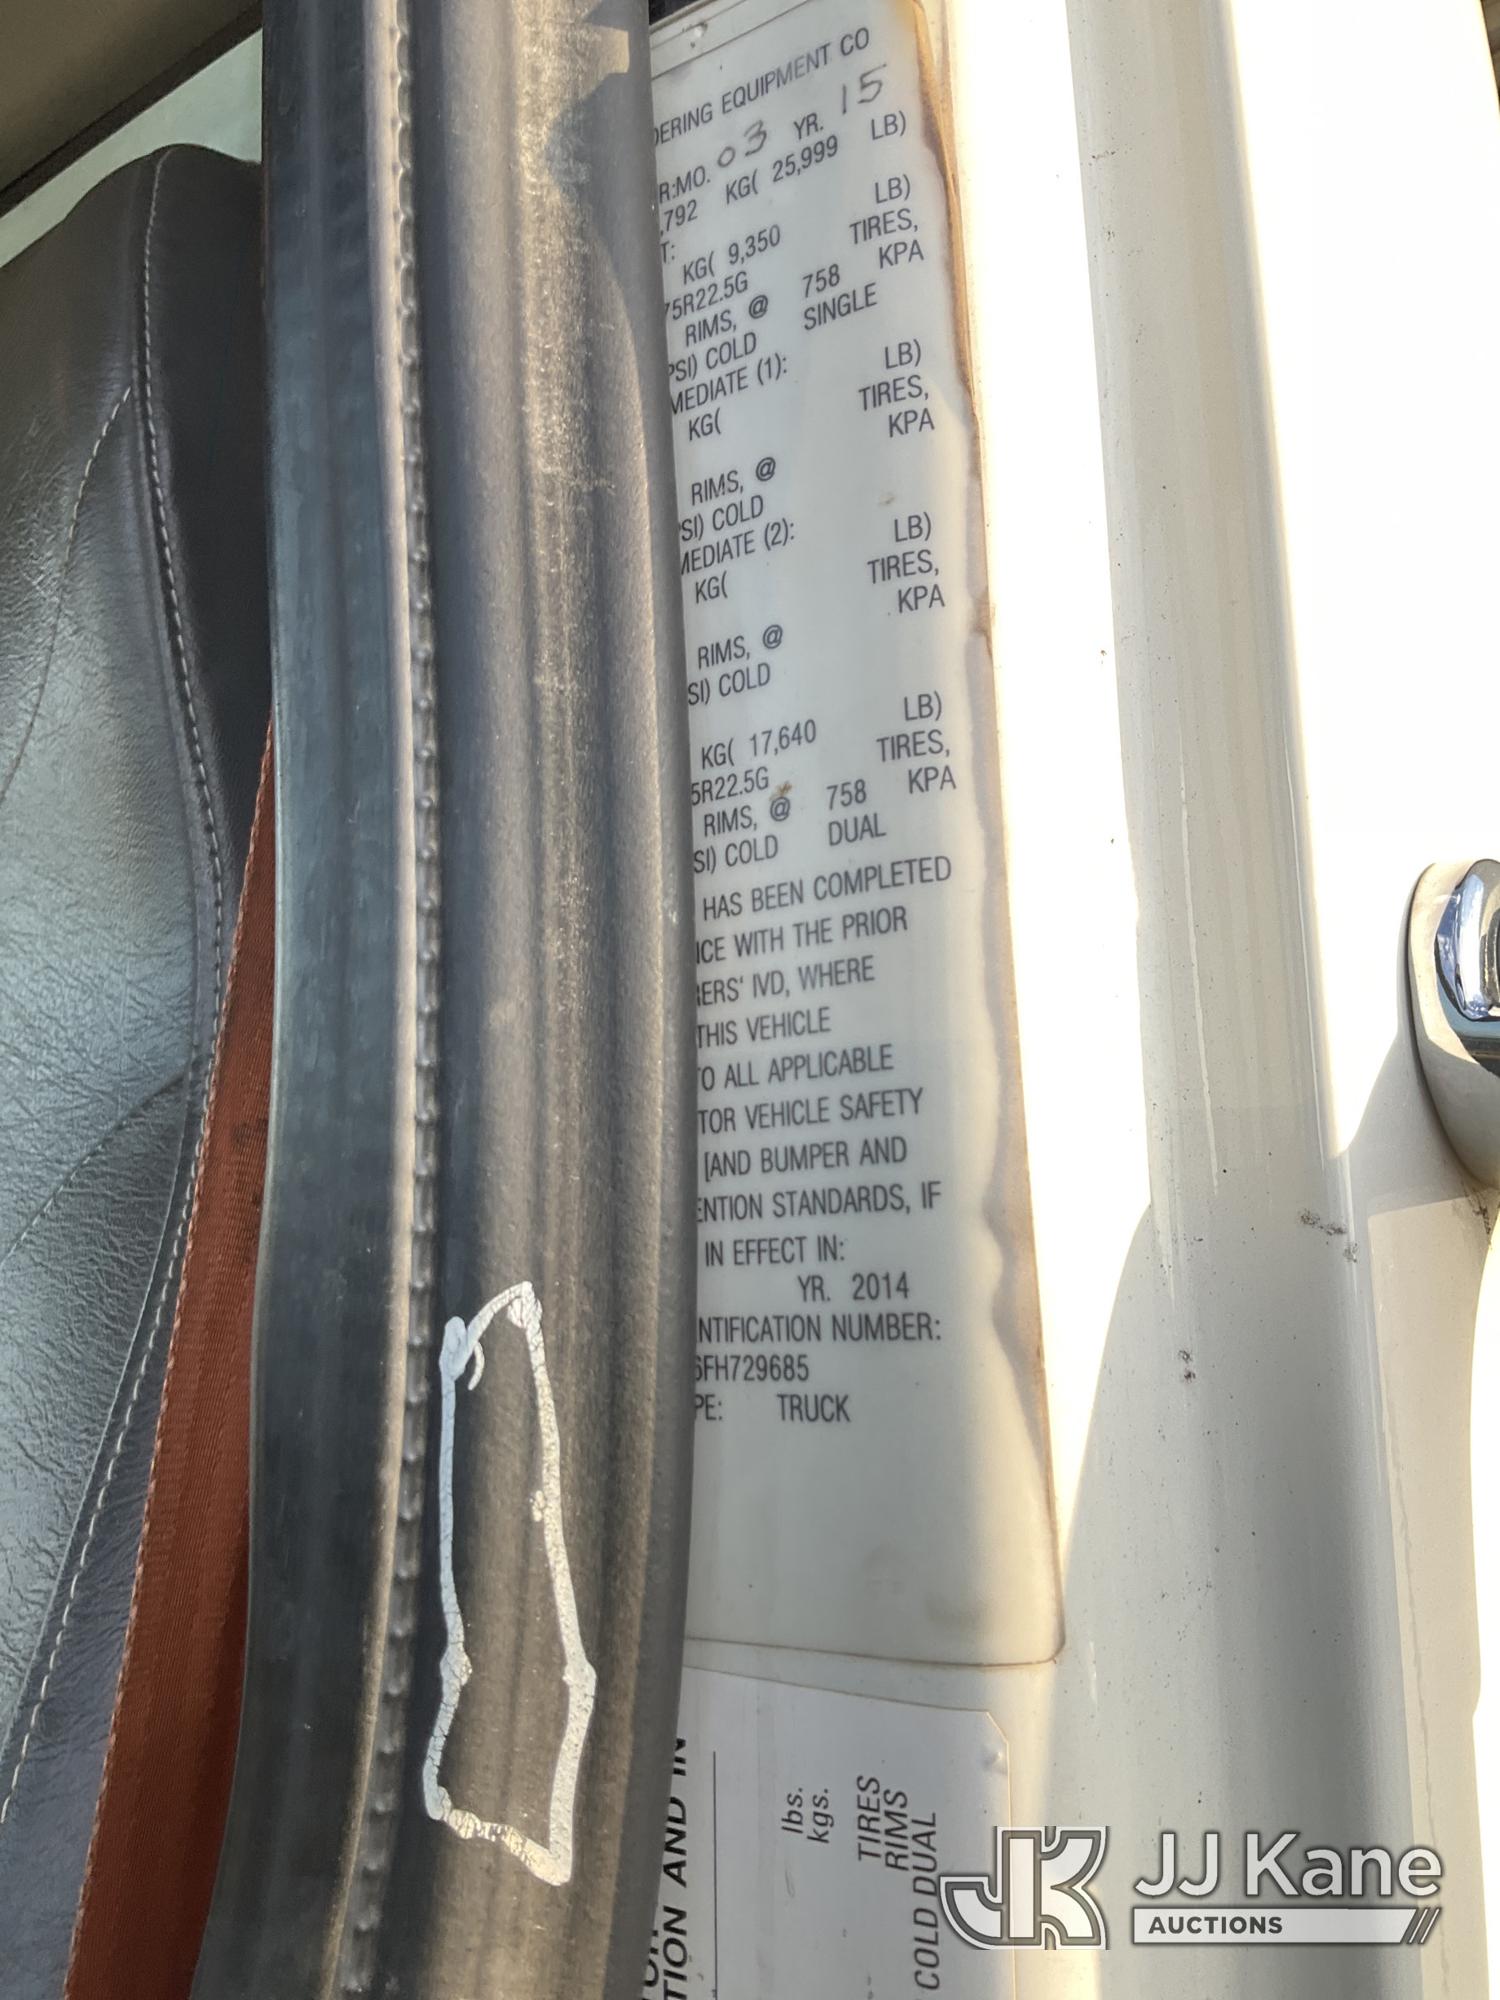 DERING EQUIPMENT CO
R:MO. 03 YR. 15
,792 KG( 25,999 LB)
T:
KG( 9,350 LB)
75R22.5G TIRES,
RIMS, @ 758 KPA
PSI) COLD SINGLE
MEDIATE (1):
KG( LB)
TIRES,
RIMS, @ KPA
SI) COLD
MEDIATE (2):
KG( LB)
TIRES,
RIMS, @ KPA
SI) COLD
KG( 17,640 LB)
5R22.5G TIRES,
RIMS, @ 758 KPA
SI) COLD DUAL
HAS BEEN COMPLETED
NCE WITH THE PRIOR
RERS' IVD, WHERE
THIS VEHICLE
TO ALL APPLICABLE
TOR VEHICLE SAFETY
[AND BUMPER AND
ENTION STANDARDS, IF
IN EFFECT IN:
YR. 2014
NTIFICATION NUMBER:
6FH729685
PE: TRUCK
TION AND IN
lbs.
kgs.
TIRES
RIMS
COLD DUAL
JK JJ Kane
AUCTIONS